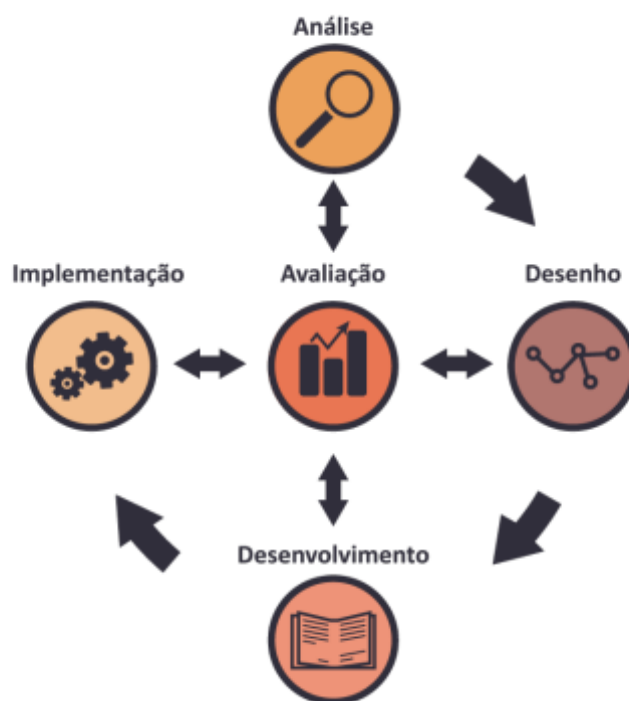 Análise
Implementação
Avaliação
Desenho
Desenvolvimento